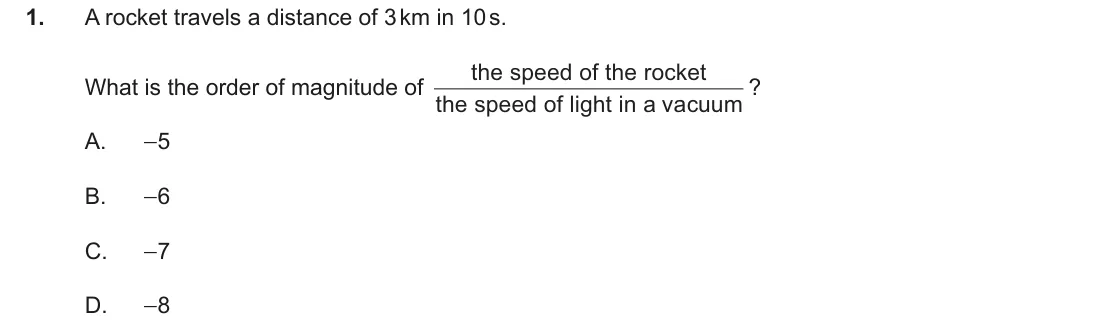 1. A rocket travels a distance of 3 km in 10 s.
What is the order of magnitude of the speed of the rocket / the speed of light in a vacuum ?
A. –5
B. –6
C. –7
D. –8